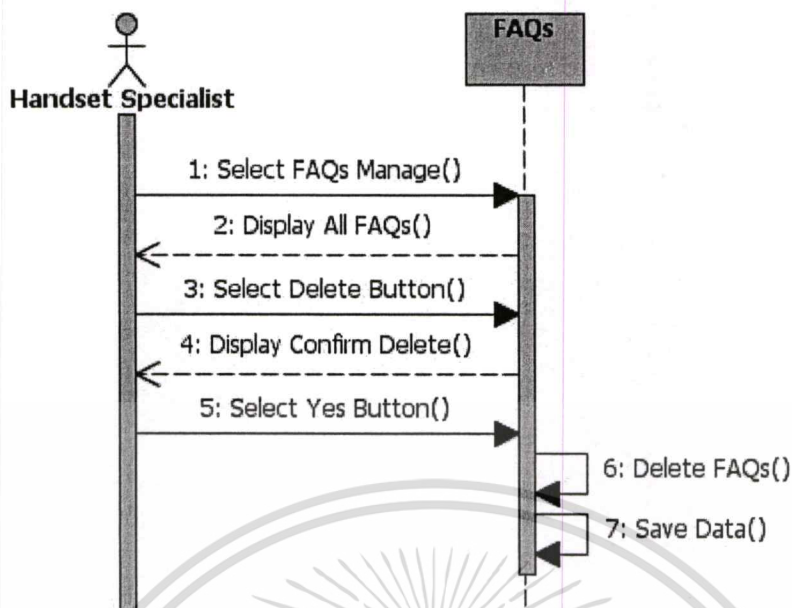 FAQs
Handset Specialist
1: Select FAQs Manage()
2: Display All FAQs()
3: Select Delete Button()
4: Display Confirm Delete()
5: Select Yes Button()
6: Delete FAQs()
7: Save Data()